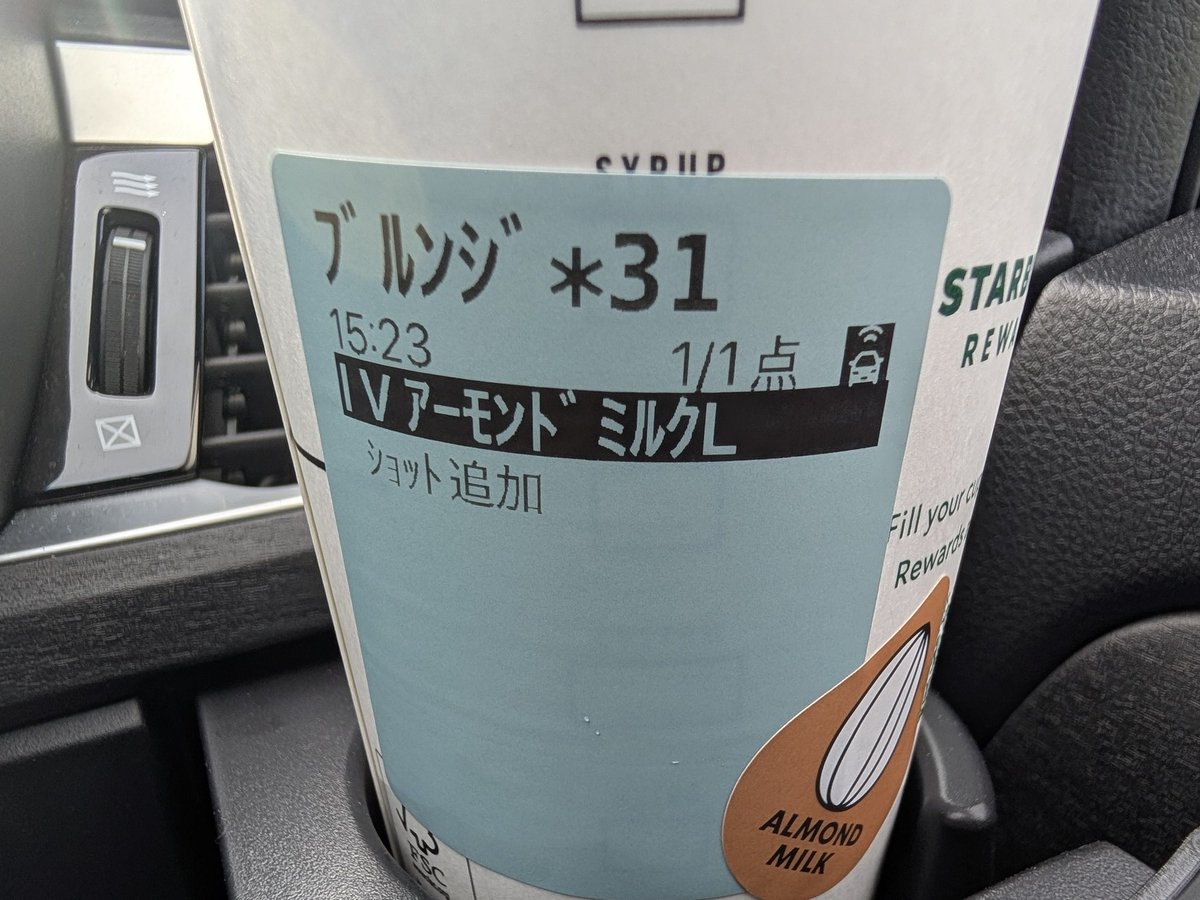 SYRUP
ブルンジ *31
15:23 1/1点
IVアーモンドミルクL
ショット追加
STARB
REWA
Fill your cu
Rewards
ALMOND
MILK